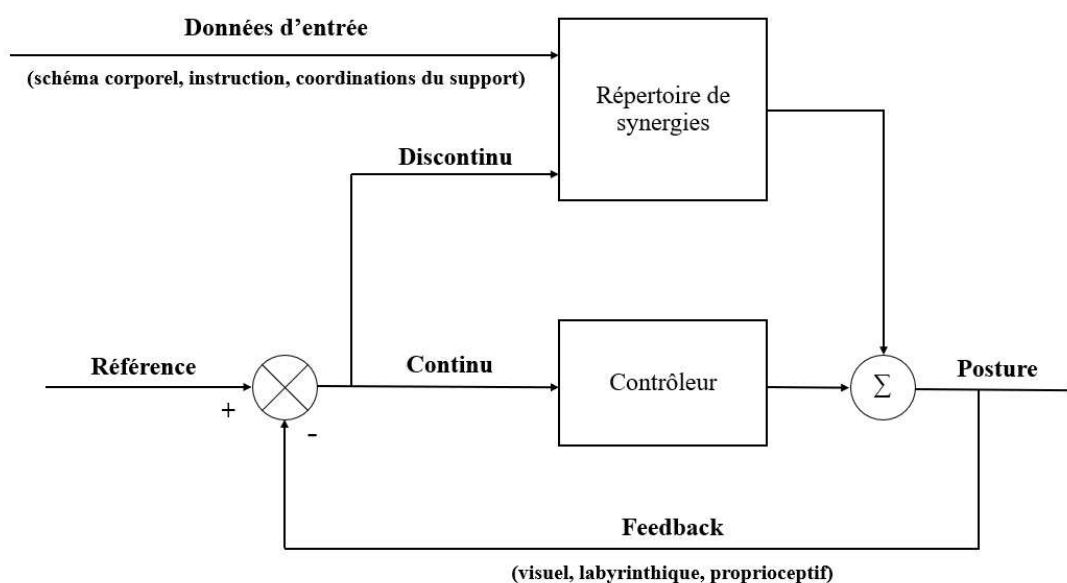 Données d’entrée
(schéma corporel, instruction, coordinations du support)
Répertoire de
synergies
Discontinu
Référence
Continu
Contrôleur
Σ
Posture
+
-
Feedback
(visuel, labyrinthique, proprioceptif)